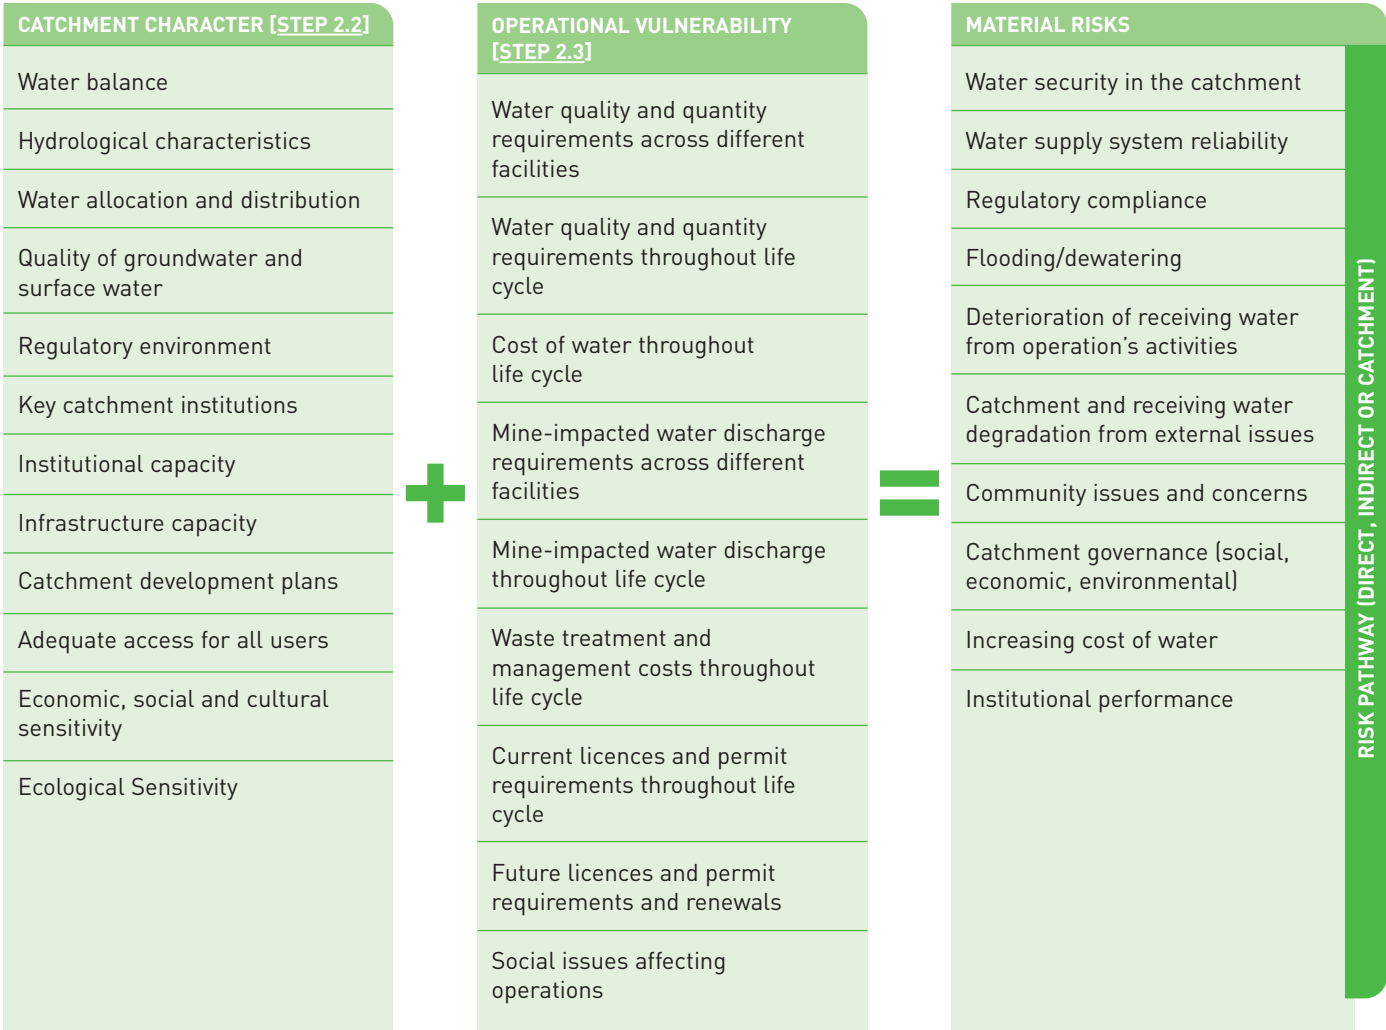 CATCHMENT CHARACTER [STEP 2.2]
Water balance
Hydrological characteristics
Water allocation and distribution
Quality of groundwater and
surface water
Regulatory environment
Key catchment institutions
Institutional capacity
Infrastructure capacity
Catchment development plans
Adequate access for all users
Economic, social and cultural
sensitivity
Ecological Sensitivity
+
OPERATIONAL VULNERABILITY
[STEP 2.3]
Water quality and quantity
requirements across different
facilities
Water quality and quantity
requirements throughout life
cycle
Cost of water throughout
life cycle
Mine-impacted water discharge
requirements across different
facilities
Mine-impacted water discharge
throughout life cycle
Waste treatment and
management costs throughout
life cycle
Current licences and permit
requirements throughout life
cycle
Future licences and permit
requirements and renewals
Social issues affecting
operations
=
MATERIAL RISKS
Water security in the catchment
Water supply system reliability
Regulatory compliance
Flooding/dewatering
Deterioration of receiving water
from operation’s activities
Catchment and receiving water
degradation from external issues
Community issues and concerns
Catchment governance (social,
economic, environmental)
Increasing cost of water
Institutional performance
RISK PATHWAY (DIRECT, INDIRECT OR CATCHMENT)